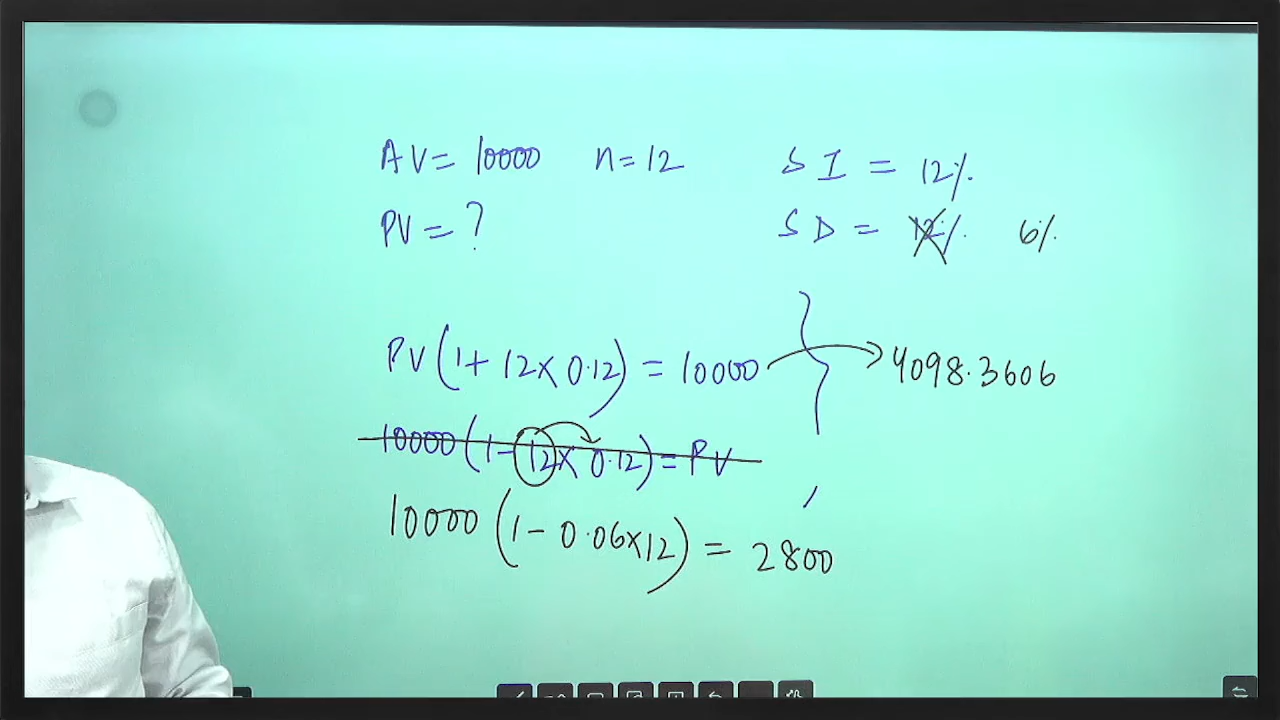 AV = 10000 n = 12 SI = 12%
PV = ? SD = 12% 6%
PV(1 + 12 x 0.12) = 10000 → 4098.3606
10000(1 - 12 x 0.12) = PV
10000(1 - 0.06 x 12) = 2800